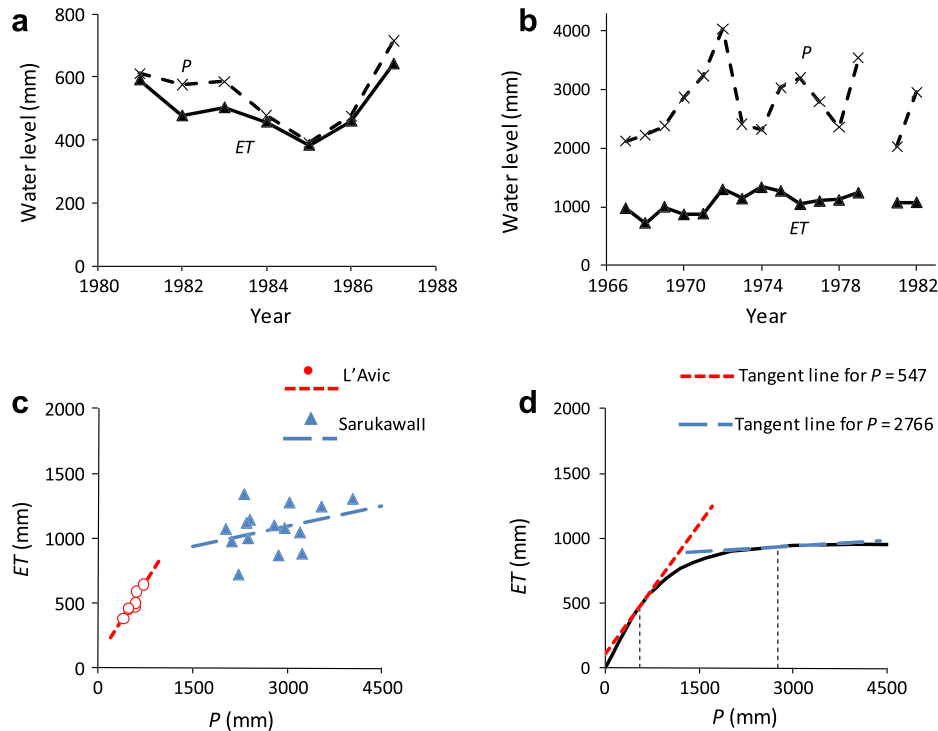 a
800
600
400
200
0
Water level (mm)
P
ET
1980 1982 1984 1986 1988
Year
b
4000
3000
2000
1000
0
Water level (mm)
P
ET
1966 1970 1974 1978 1982
Year
c
L’Avic
SarukawaII
2000
1500
1000
500
0
ET (mm)
0 1500 3000 4500
P (mm)
d
Tangent line for P = 547
Tangent line for P = 2766
2000
1500
1000
500
0
ET (mm)
0 1500 3000 4500
P (mm)